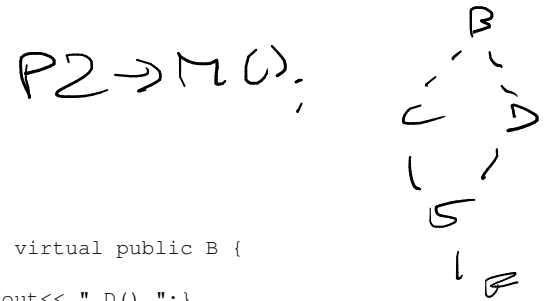 B
P2->M();
C D
E
virtual public B {
out<< " D() ";}